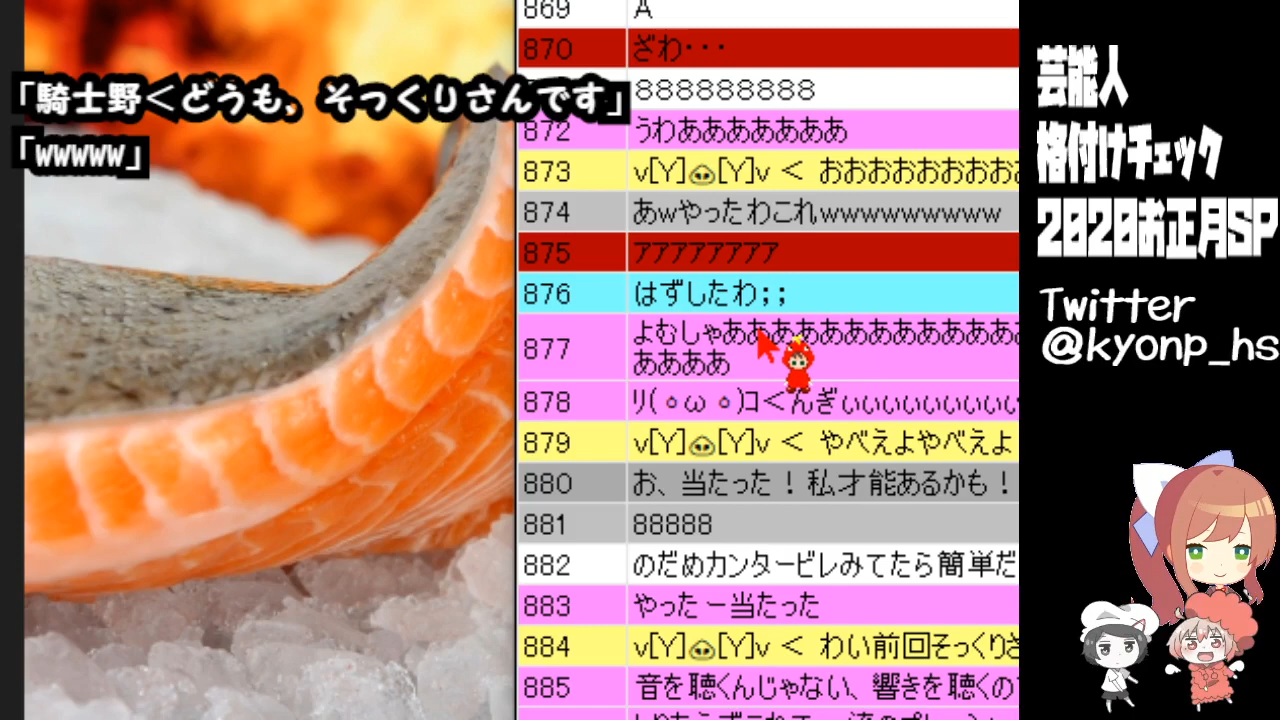 「騎士野＜どうも，そっくりさんです」
「wwwww」
869 A
870 ざわ･･･
888888888
872 うわあああああああ
873 v[Y]🐽[Y]v ＜ おおおおおおおお
874 あwやったわこれwwwwwwwww
875 ｱｱｱｱｱｱｱｱ
876 はずしたわ；；
877 よむしゃああああああああああああ
ああああ
878 ﾘ(﹒ω﹒)ｺ＜んぎぃぃぃぃぃぃぃ
879 v[Y]🐽[Y]v ＜ やべえよやべえよ
880 お、当たった！私才能あるかも！
881 88888
882 のだめカンタービレみてたら簡単だ
883 やったー当たった
884 v[Y]🐽[Y]v ＜ わい前回そっくりさ
885 音を聴くんじゃない、響きを聴くの
芸能人
格付けチェック
2020お正月SP
Twitter
@kyonp_hs